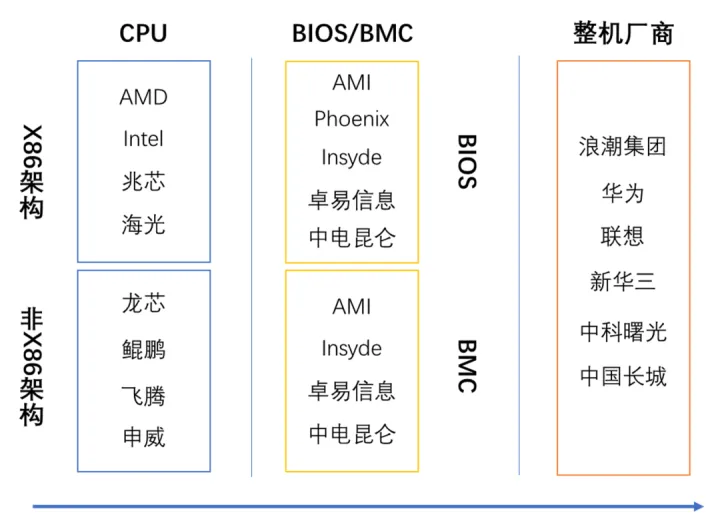 CPU
BIOS/BMC
整机厂商
X86架构
AMD
Intel
兆芯
海光
AMI
Phoenix
Insyde
卓易信息
中电昆仑
BIOS
非X86架构
龙芯
鲲鹏
飞腾
申威
AMI
Insyde
卓易信息
中电昆仑
BMC
浪潮集团
华为
联想
新华三
中科曙光
中国长城